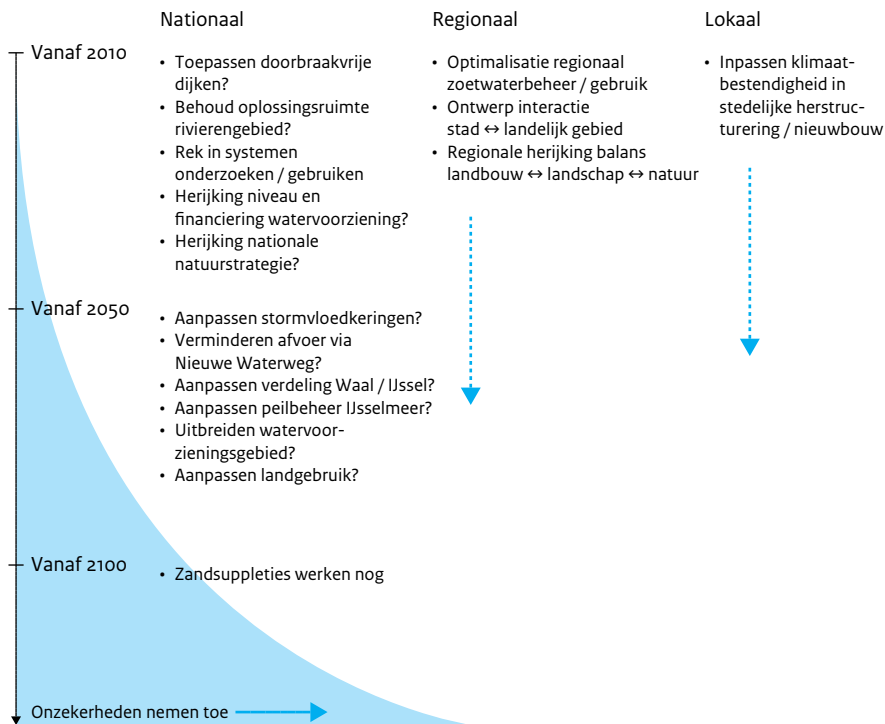 Nationaal
Regionaal
Lokaal
Vanaf 2010
• Toepassen doorbraakvrije
dijken?
• Behoud oplossingsruimte
rivierengebied?
• Rek in systemen
onderzoeken / gebruiken
• Herijking niveau en
financiering watervoorziening?
• Herijking nationale
natuurstrategie?
• Optimalisatie regionaal
zoetwaterbeheer / gebruik
• Ontwerp interactie
stad ↔ landelijk gebied
• Regionale herijking balans
landbouw ↔ landschap ↔ natuur
• Inpassen klimaat-
bestendigheid in
stedelijke herstruc-
turering / nieuwbouw
Vanaf 2050
• Aanpassen stormvloedkeringen?
• Verminderen afvoer via
Nieuwe Waterweg?
• Aanpassen verdeling Waal / IJssel?
• Aanpassen peilbeheer IJsselmeer?
• Uitbreiden watervoor-
zieningsgebied?
• Aanpassen landgebruik?
Vanaf 2100
• Zandsuppleties werken nog
Onzekerheden nemen toe